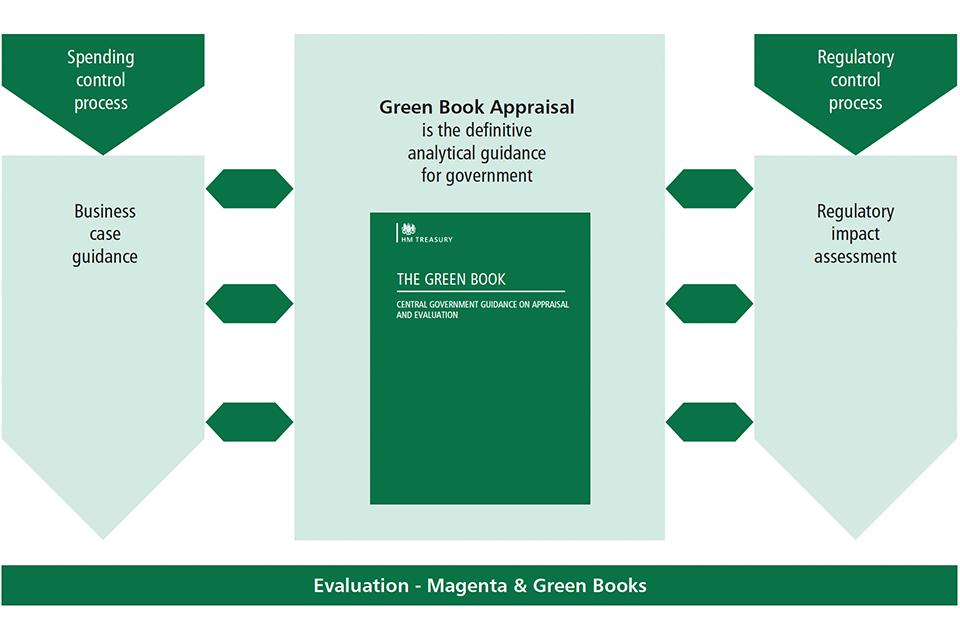 Spending
control
process
Business
case
guidance
Green Book Appraisal
is the definitive
analytical guidance
for government
HM TREASURY
THE GREEN BOOK
CENTRAL GOVERNMENT GUIDANCE ON APPRAISAL
AND EVALUATION
Regulatory
control
process
Regulatory
impact
assessment
Evaluation - Magenta & Green Books